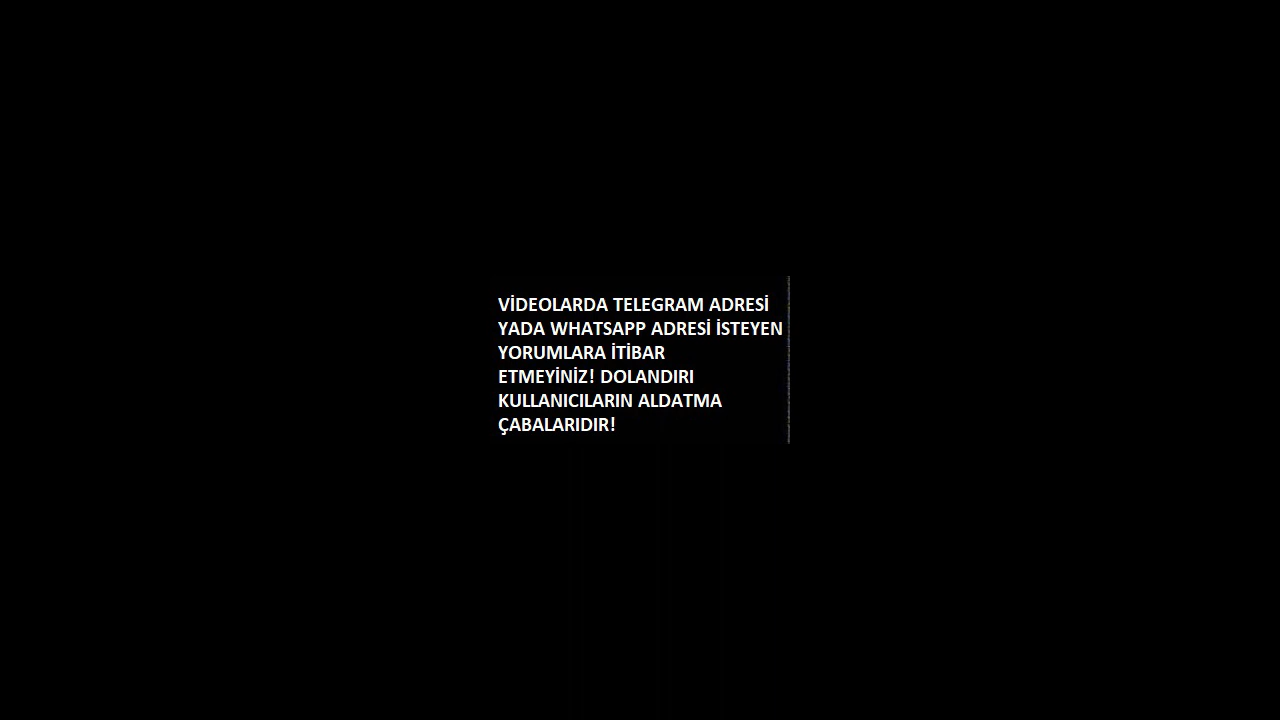 VİDEOLARDA TELEGRAM ADRESİ
YADA WHATSAPP ADRESİ İSTEYEN
YORUMLARA İTİBAR
ETMEYİNİZ! DOLANDIRI
KULLANICILARIN ALDATMA
ÇABALARIDIR!